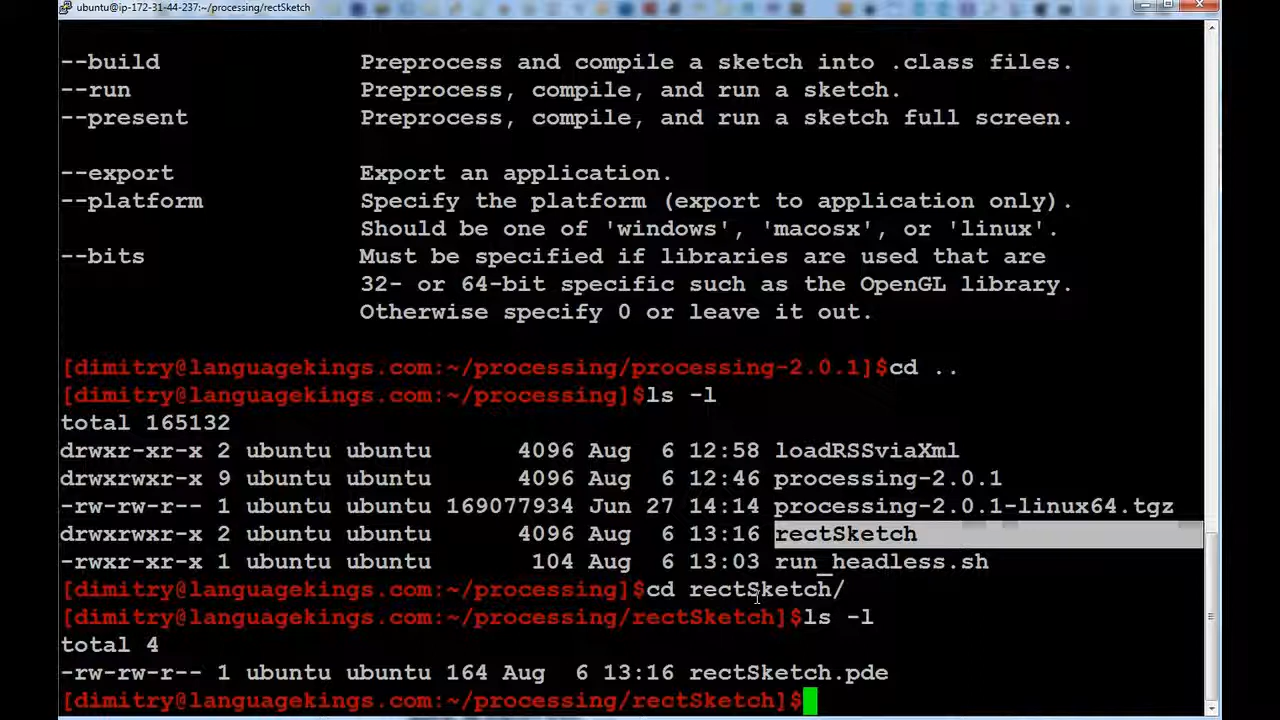 ubuntu@ip-172-31-44-237:~/processing/rectSketch
--build Preprocess and compile a sketch into .class files.
--run Preprocess, compile, and run a sketch.
--present Preprocess, compile, and run a sketch full screen.
--export Export an application.
--platform Specify the platform (export to application only).
Should be one of 'windows', 'macosx', or 'linux'.
--bits Must be specified if libraries are used that are
32- or 64-bit specific such as the OpenGL library.
Otherwise specify 0 or leave it out.
[dimitry@languagekings.com:~/processing/processing-2.0.1]$cd ..
[dimitry@languagekings.com:~/processing]$ls -l
total 165132
drwxr-xr-x 2 ubuntu ubuntu 4096 Aug 6 12:58 loadRSSviaXml
drwxrwxr-x 9 ubuntu ubuntu 4096 Aug 6 12:46 processing-2.0.1
-rw-rw-r-- 1 ubuntu ubuntu 169077934 Jun 27 14:14 processing-2.0.1-linux64.tgz
drwxrwxr-x 2 ubuntu ubuntu 4096 Aug 6 13:16 rectSketch
-rwxrwxr-x 1 ubuntu ubuntu 104 Aug 6 13:03 run_headless.sh
[dimitry@languagekings.com:~/processing]$cd rectSketch/
[dimitry@languagekings.com:~/processing/rectSketch]$ls -l
total 4
-rw-rw-r-- 1 ubuntu ubuntu 164 Aug 6 13:16 rectSketch.pde
[dimitry@languagekings.com:~/processing/rectSketch]$